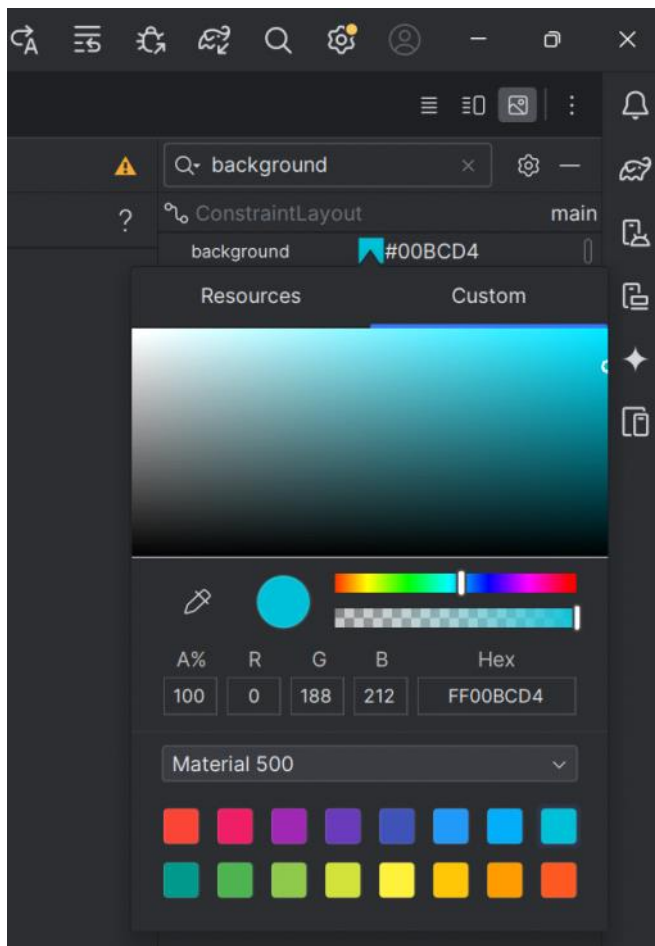 background
ConstraintLayout main
background #00BCD4
Resources Custom
A% R G B Hex
100 0 188 212 FF00BCD4
Material 500